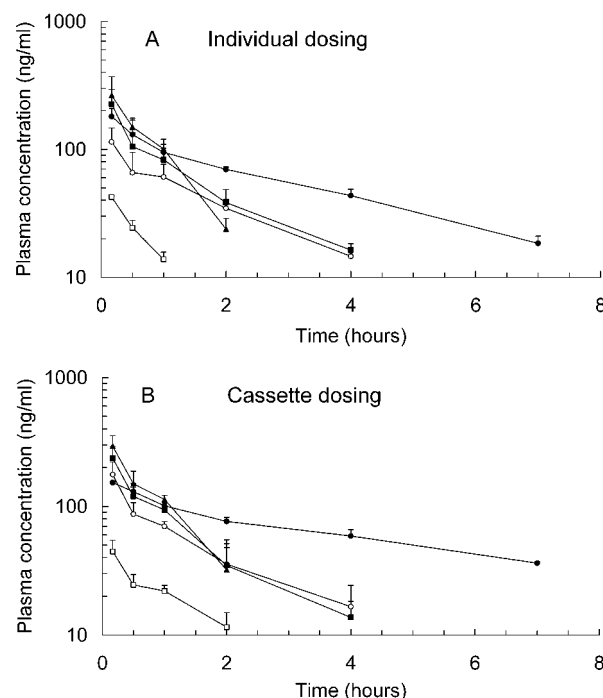 1000
A Individual dosing
100
Plasma concentration (ng/ml)
10
0 2 4 6 8
Time (hours)
1000
B Cassette dosing
100
Plasma concentration (ng/ml)
10
0 2 4 6 8
Time (hours)